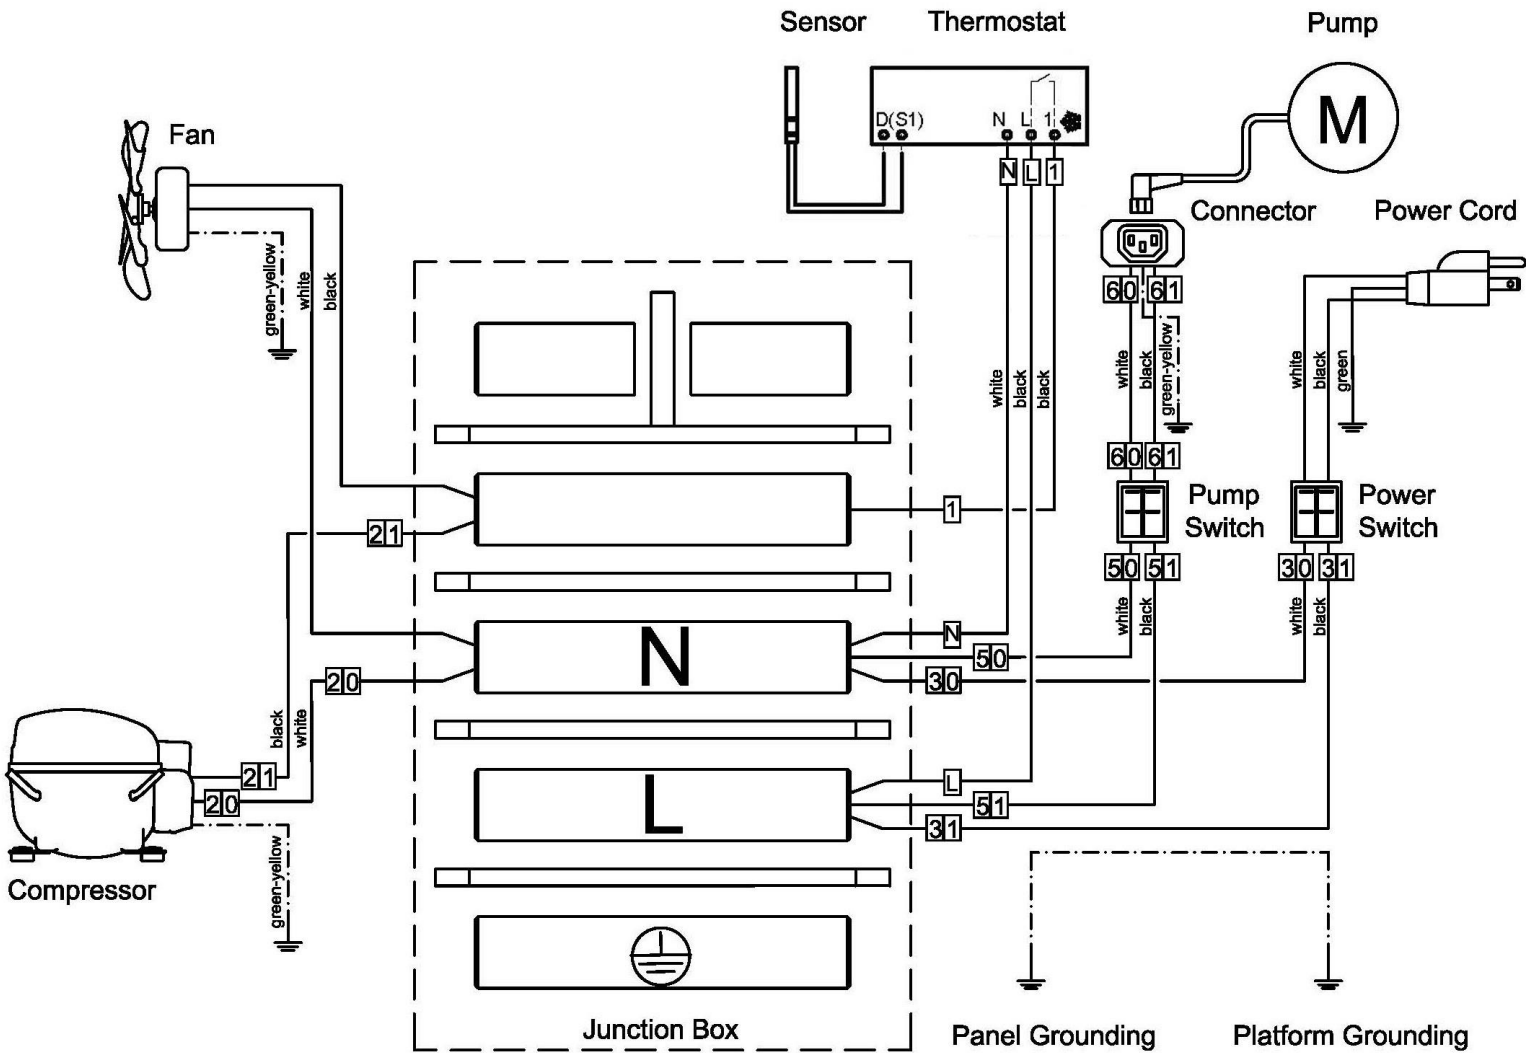 Sensor
Thermostat
Pump
M
D(S1)
N
L
1
Fan
N
L
1
Connector
Power Cord
green-yellow
white
black
white
black
black
60
61
white
black
green-yellow
white
black
green
60
61
Pump
Switch
Power
Switch
1
21
50
51
30
31
white
black
white
black
N
N
50
30
20
black
white
21
20
L
L
51
31
Compressor
green-yellow
Junction Box
Panel Grounding
Platform Grounding